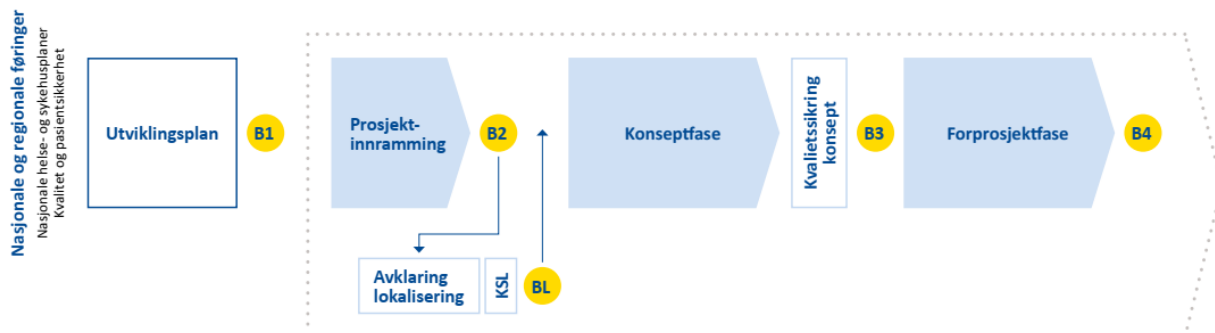 Nasjonale og regionale føringer
Nasjonale helse- og sykehusplaner
Kvalitet og pasientsikkerhet
Utviklingsplan
B1
Prosjekt-
innramming
B2
Avklaring
lokalisering
KSL
BL
Konseptfase
Kvalietssikring
konsept
B3
Forprosjektfase
B4